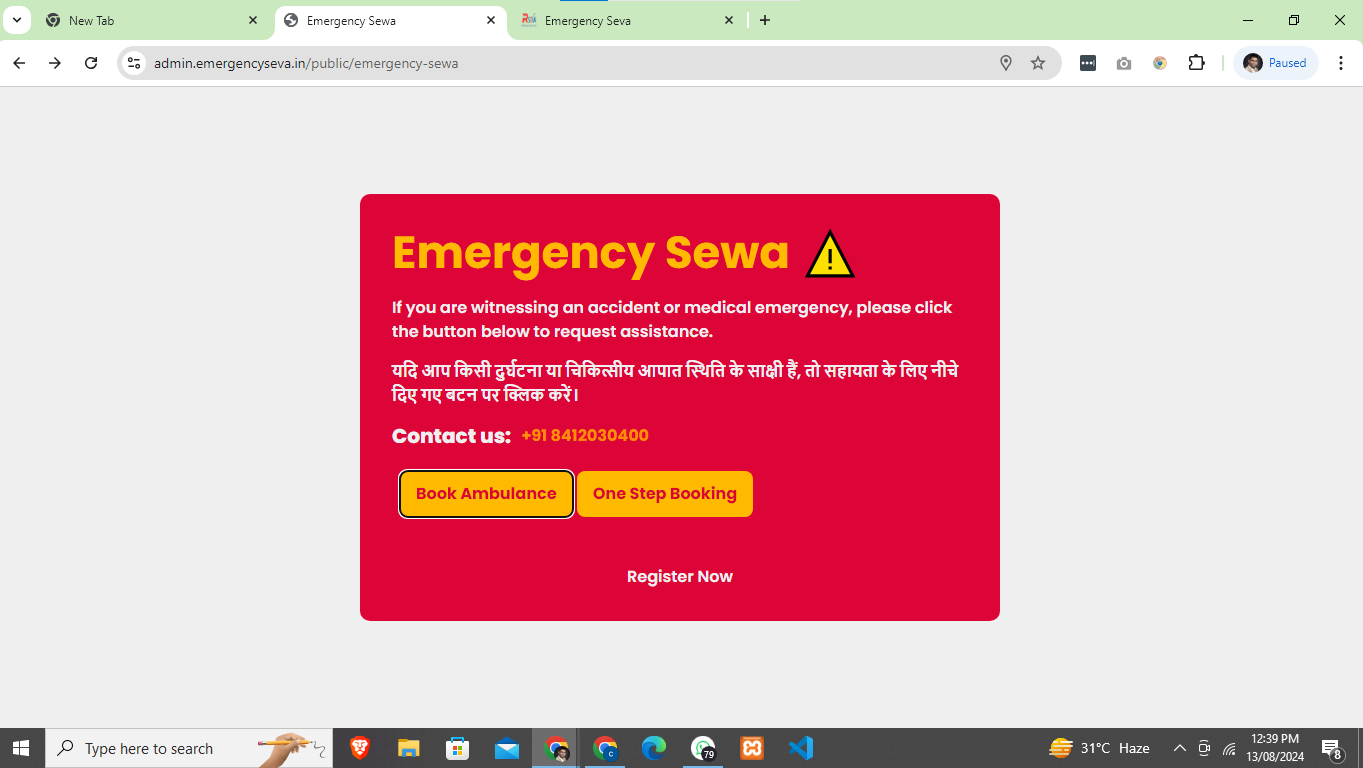 New Tab
Emergency Sewa
Emergency Seva
admin.emergencyseva.in/public/emergency-sewa
Paused
Emergency Sewa
If you are witnessing an accident or medical emergency, please click
the button below to request assistance.
यदि आप किसी दुर्घटना या चिकित्सीय आपात स्थिति के साक्षी हैं, तो सहायता के लिए नीचे
दिए गए बटन पर क्लिक करें।
Contact us: +91 8412030400
Book Ambulance One Step Booking
Register Now
Type here to search
79
31°C Haze
12:39 PM
13/08/2024
8